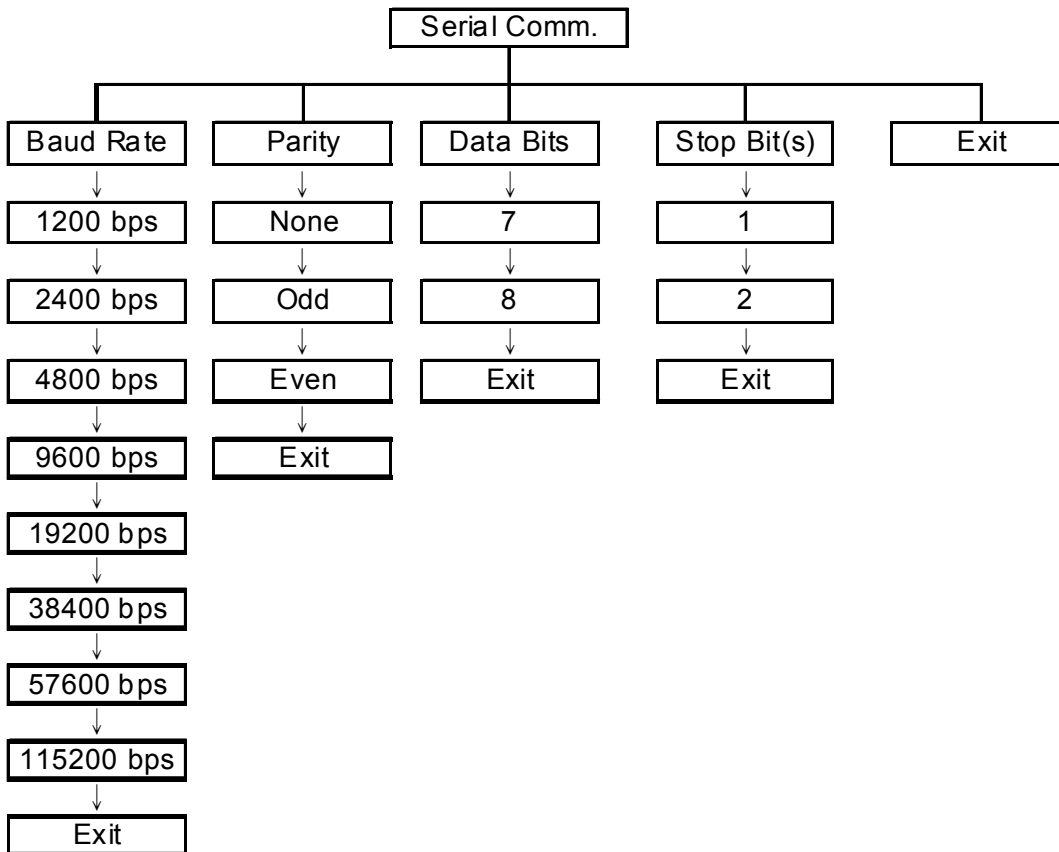 Serial Comm.
Baud Rate
Parity
Data Bits
Stop Bit(s)
Exit
1200 bps
None
7
1
2400 bps
Odd
8
2
4800 bps
Even
Exit
Exit
9600 bps
Exit
19200 bps
38400 bps
57600 bps
115200 bps
Exit